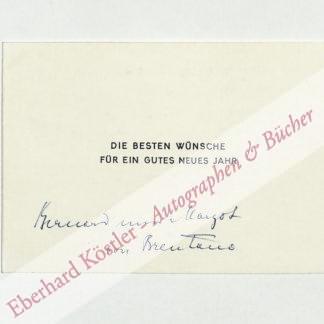 DIE BESTEN WÜNSCHE
FÜR EIN GUTES NEUES JAHR
Bernard und Margot
von Brentano
Eberhard Köstler - Autographen & Bücher